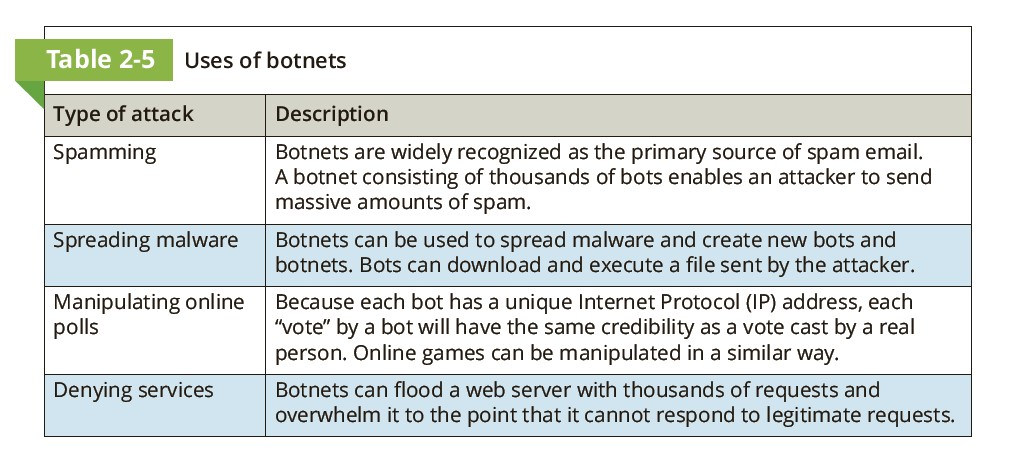 Table 2-5 Uses of botnets
Type of attack Description
Spamming Botnets are widely recognized as the primary source of spam email.
A botnet consisting of thousands of bots enables an attacker to send
massive amounts of spam.
Spreading malware Botnets can be used to spread malware and create new bots and
botnets. Bots can download and execute a file sent by the attacker.
Manipulating online Because each bot has a unique Internet Protocol (IP) address, each
polls “vote” by a bot will have the same credibility as a vote cast by a real
person. Online games can be manipulated in a similar way.
Denying services Botnets can flood a web server with thousands of requests and
overwhelm it to the point that it cannot respond to legitimate requests.